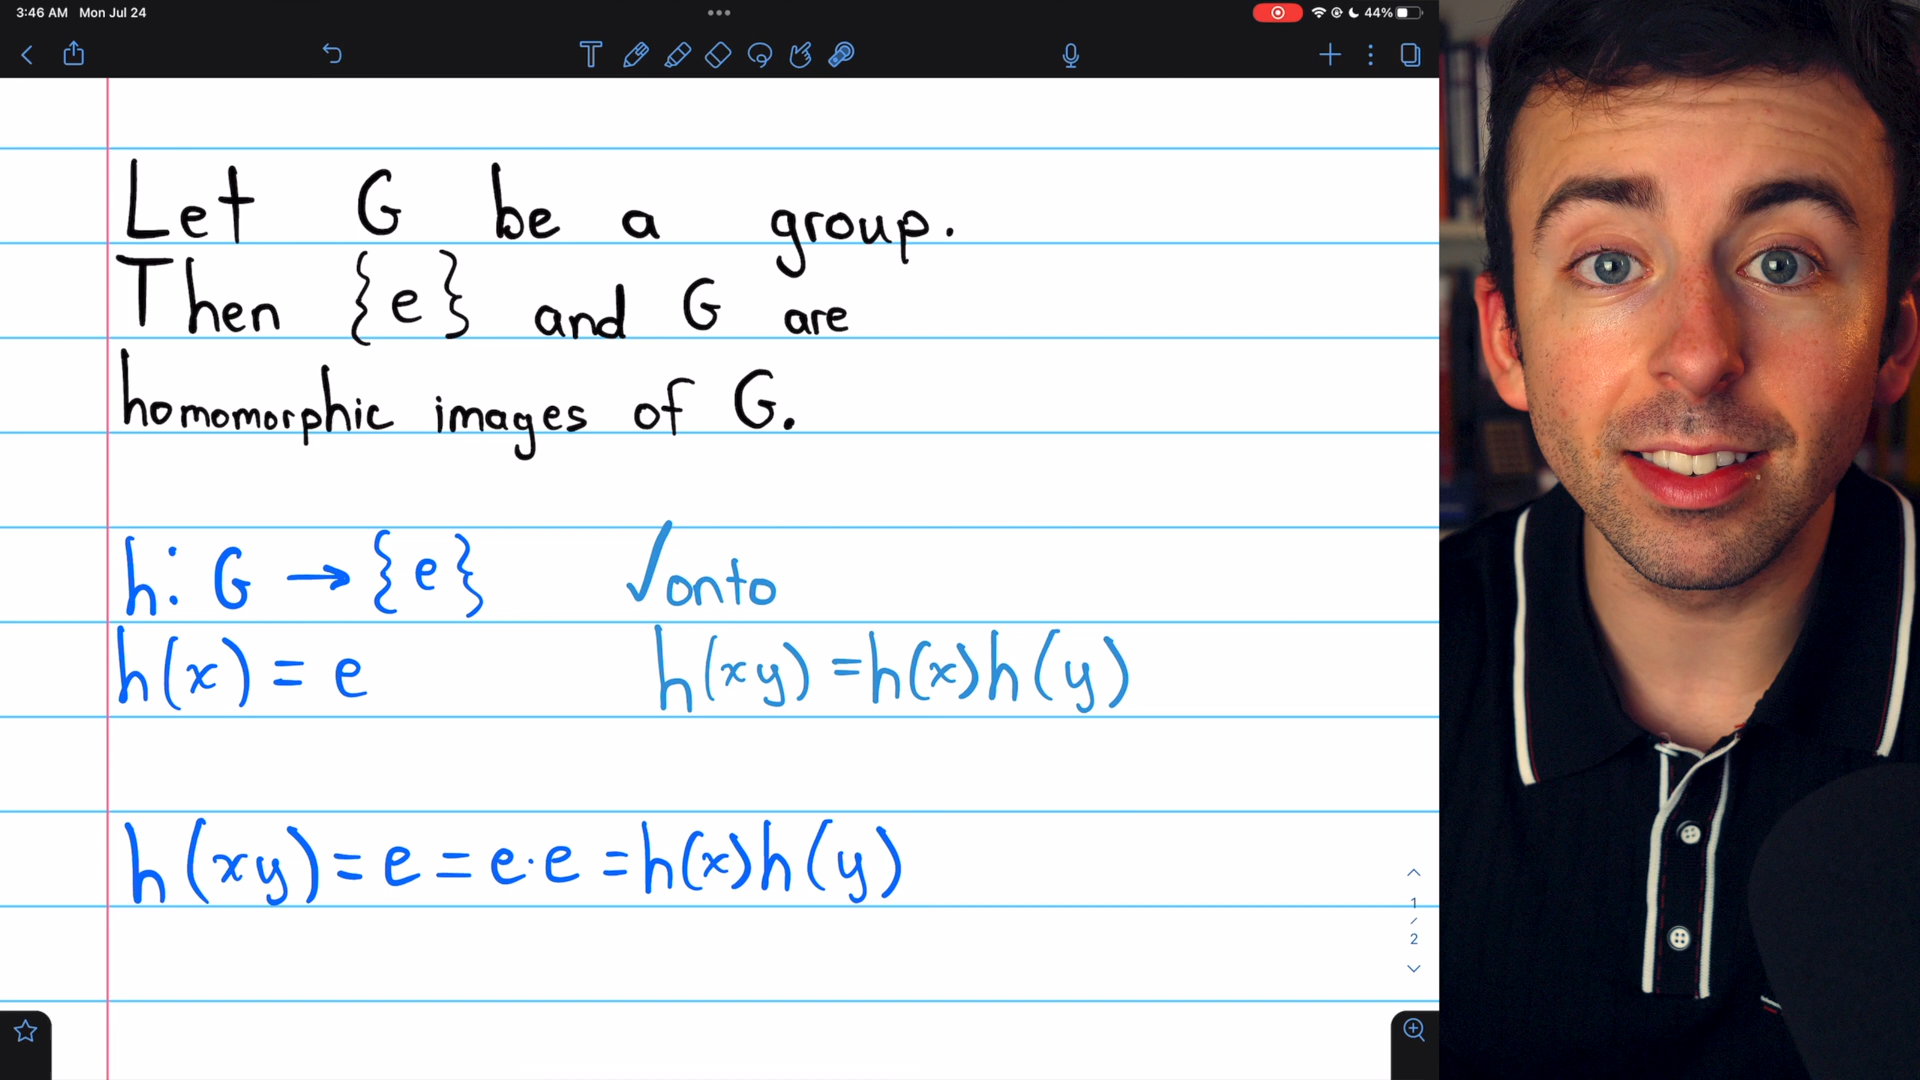 3:46 AM Mon Jul 24
44%
Let G be a group.
Then {e} and G are
homomorphic images of G.
h: G → {e} √onto
h(x) = e h(xy) = h(x)h(y)
h(xy) = e = e·e = h(x)h(y)
1
/
2